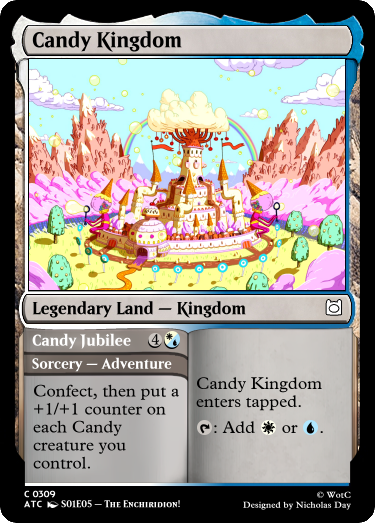 Candy Kingdom
Legendary Land — Kingdom
Candy Jubilee 4
Sorcery — Adventure
Confect, then put a
+1/+1 counter on
each Candy
creature you
control.
Candy Kingdom
enters tapped.
: Add or .
C 0309
ATC S01E05 — The Enchiridion!
© WotC
Designed by Nicholas Day